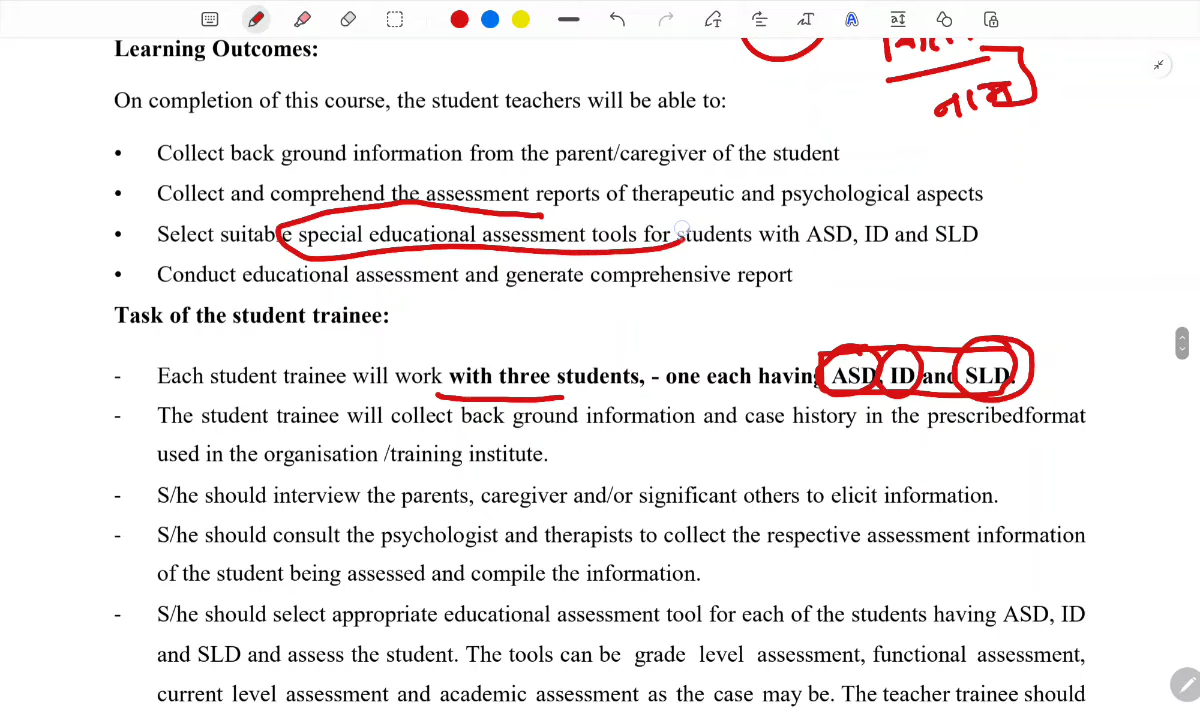 Learning Outcomes:
नाम
On completion of this course, the student teachers will be able to:
• Collect back ground information from the parent/caregiver of the student
• Collect and comprehend the assessment reports of therapeutic and psychological aspects
• Select suitable special educational assessment tools for students with ASD, ID and SLD
• Conduct educational assessment and generate comprehensive report
Task of the student trainee:
- Each student trainee will work with three students, - one each having ASD, ID and SLD.
- The student trainee will collect back ground information and case history in the prescribedformat
used in the organisation /training institute.
- S/he should interview the parents, caregiver and/or significant others to elicit information.
- S/he should consult the psychologist and therapists to collect the respective assessment information
of the student being assessed and compile the information.
- S/he should select appropriate educational assessment tool for each of the students having ASD, ID
and SLD and assess the student. The tools can be grade level assessment, functional assessment,
current level assessment and academic assessment as the case may be. The teacher trainee should